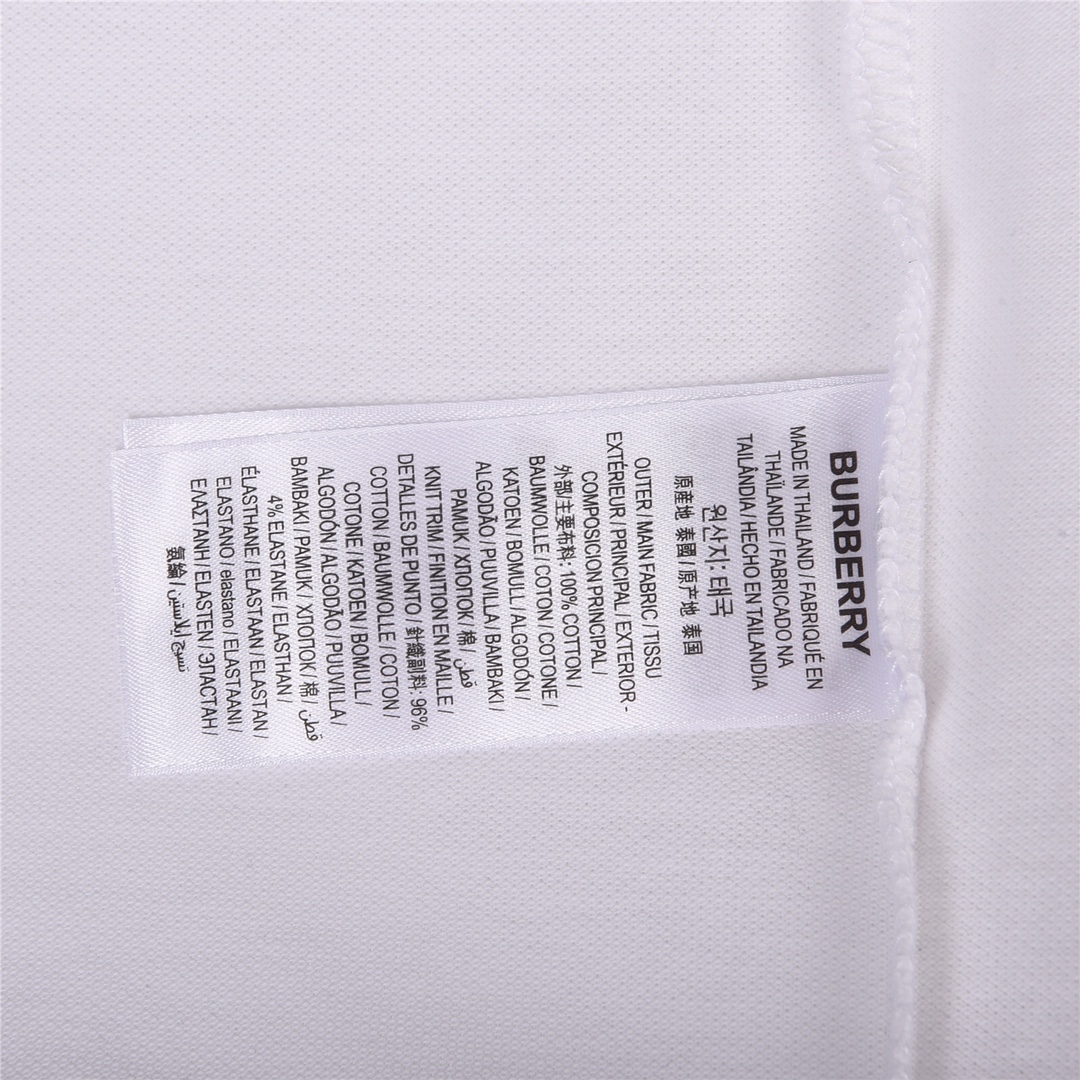 BURBERRY
MADE IN THAILAND / FABRIQUÉ EN
THAÏLANDE / FABRICADO NA
TAILÂNDIA / HECHO EN TAILANDIA
원산지: 태국
原産地 泰國 / 原产地 泰国
OUTER / MAIN FABRIC / TISSU
EXTÉRIEUR / PRINCIPAL / EXTERIOR -
COMPOSICION PRINCIPAL /
外部/主要布料: 100% COTTON /
BAUMWOLLE / COTON / COTONE /
KATOEN / BOMULL / ALGODÓN /
ALGODÃO / PUUVILLA / BAMBAKI /
PAMUK / ХΠΟΠΟΚ / 棉 / قطن
KNIT TRIM / FINITION EN MAILLE /
DETALLES DE PUNTO / 針織副料: 96%
COTTON / BAUMWOLLE / COTON /
COTONE / KATOEN / BOMULL /
ALGODÓN / ALGODÃO / PUUVILLA /
BAMBAKI / PAMUK / ХΠΟΠΟΚ / 棉 / قطن
4% ELASTANE / ELASTHAN /
ÉLASTHANE / ELASTAAN / ELASTAN /
ELASTANO / elastano / ELASTAANI /
ΕΛΑΣΤΑΝΗ / ELASTEN / ЭΠАСТАН /
氨綸 / نسيج إيلاستين